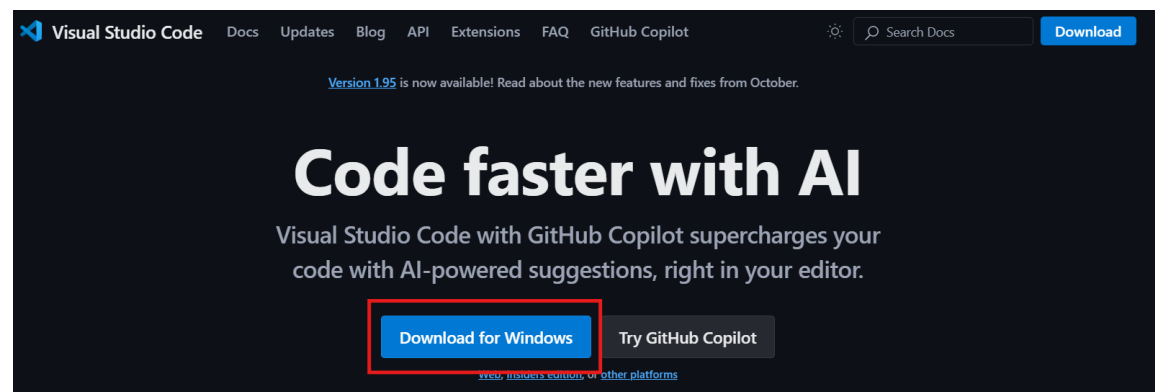 Visual Studio Code Docs Updates Blog API Extensions FAQ GitHub Copilot Search Docs Download
Version 1.95 is now available! Read about the new features and fixes from October.
Code faster with AI
Visual Studio Code with GitHub Copilot supercharges your
code with AI-powered suggestions, right in your editor.
Download for Windows Try GitHub Copilot
Web, Insiders edition, or other platforms